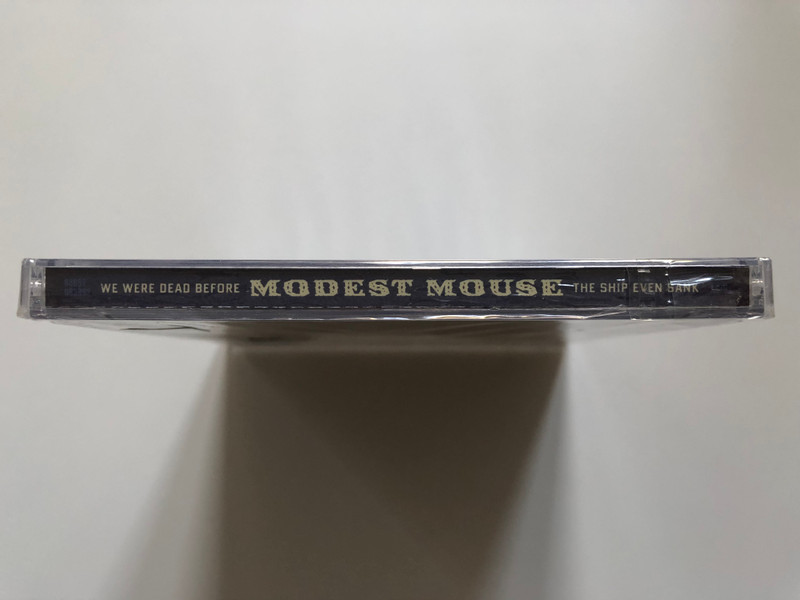 WE WERE DEAD BEFORE MODEST MOUSE THE SHIP EVEN SANK